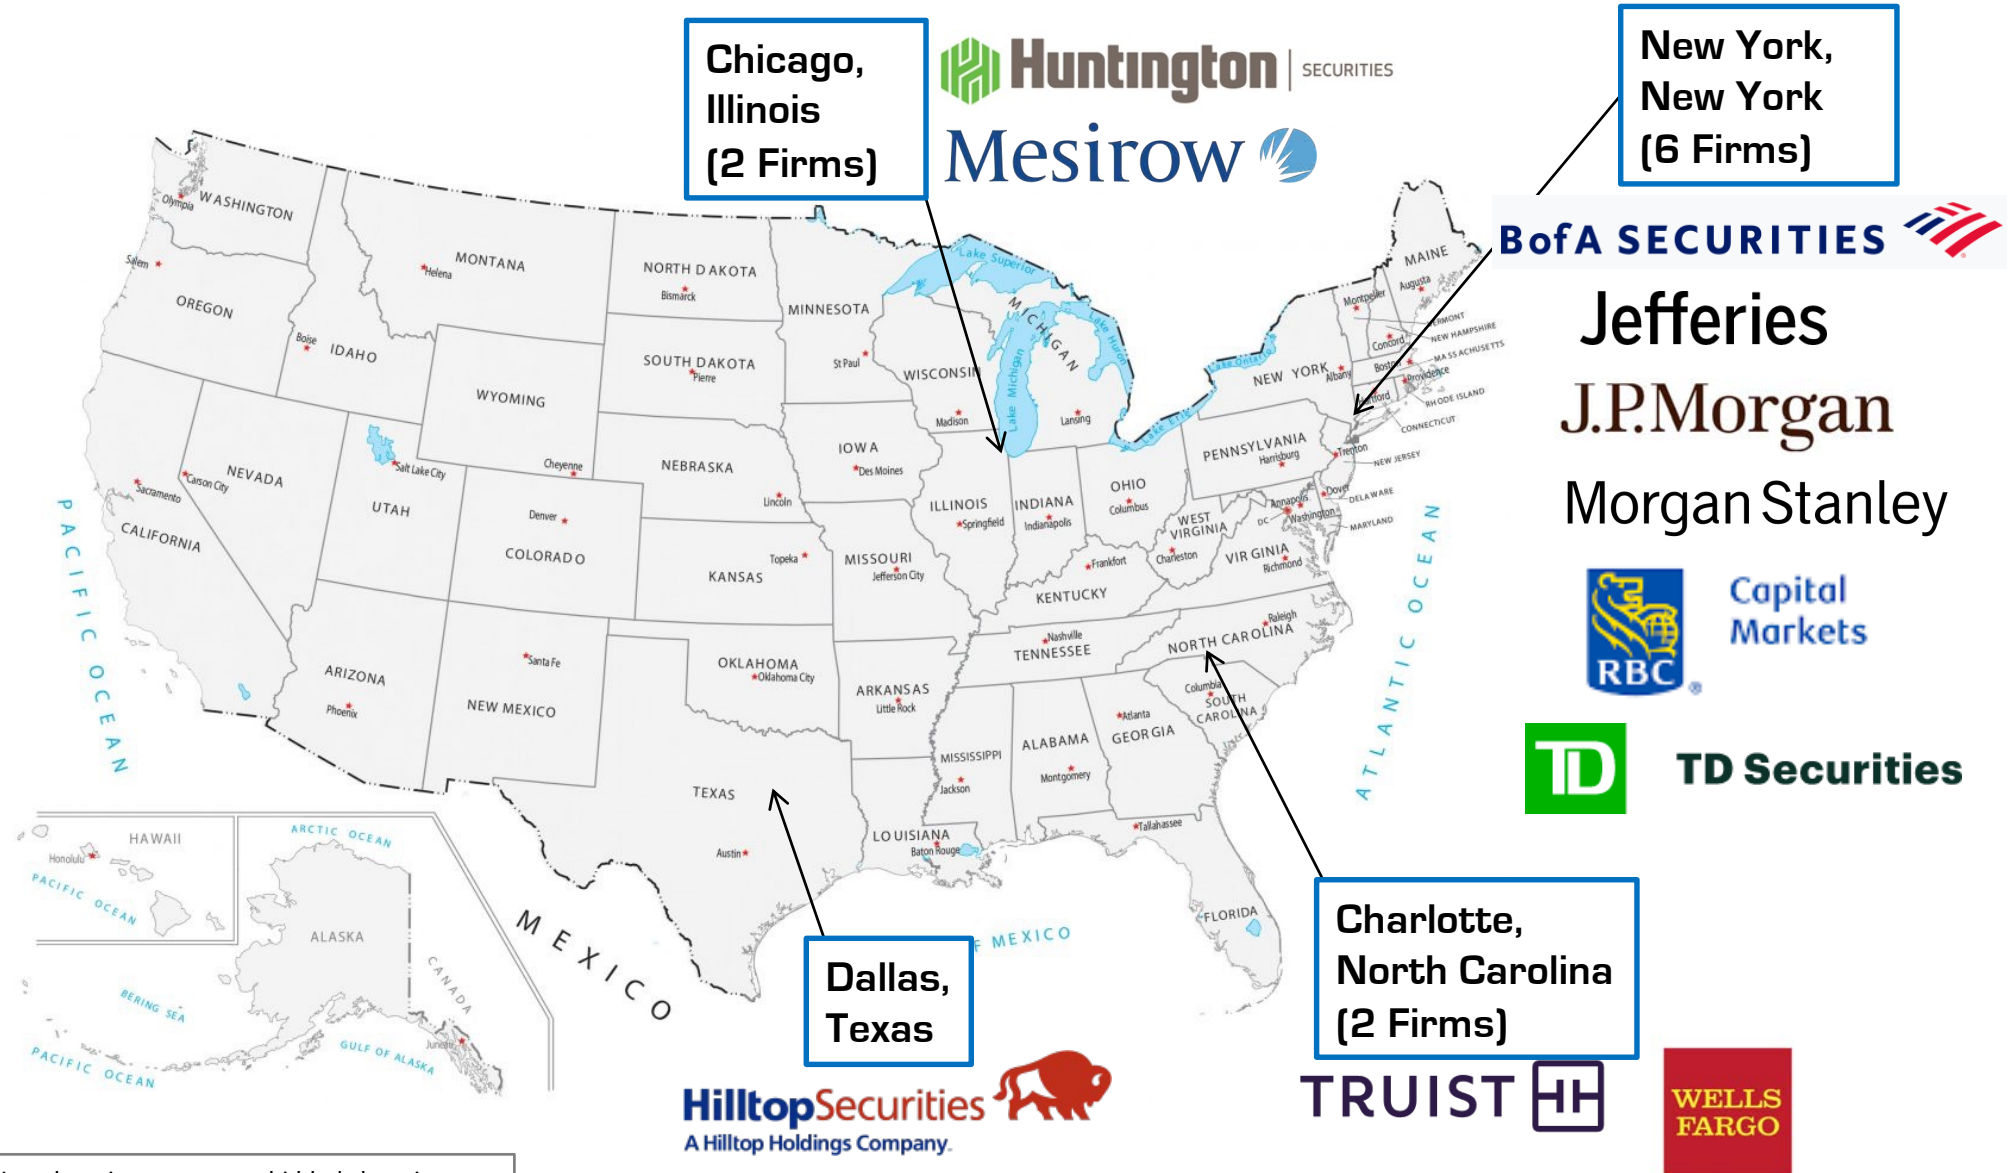 Chicago,
Illinois
(2 Firms)
Huntington | SECURITIES
Mesirow
New York,
New York
(6 Firms)
BofA SECURITIES
Jefferies
J.P.Morgan
Morgan Stanley
RBC
Capital
Markets
TD
TD Securities
Charlotte,
North Carolina
(2 Firms)
TRUIST
WELLS
FARGO
Dallas,
Texas
HilltopSecurities
A Hilltop Holdings Company.
WASHINGTON
Olympia
Salem
OREGON
MONTANA
Helena
Boise
IDAHO
NORTH DAKOTA
Bismarck
SOUTH DAKOTA
Pierre
WYOMING
Cheyenne
MINNESOTA
St Paul
WISCONSIN
Madison
MICHIGAN
Lansing
Lake Superior
Lake Michigan
Lake Huron
Lake Ontario
Lake Erie
MAINE
Augusta
Montpelier
VERMONT
NEW HAMPSHIRE
Concord
MASSACHUSETTS
Boston
Providence
RHODE ISLAND
Hartford
CONNECTICUT
NEW YORK
Albany
PENNSYLVANIA
Harrisburg
Trenton
NEW JERSEY
Dover
DELAWARE
Annapolis
Washington
DC
MARYLAND
NEVADA
Carson City
Sacramento
CALIFORNIA
Salt Lake City
UTAH
Denver
COLORADO
NEBRASKA
Lincoln
IOWA
Des Moines
ILLINOIS
Springfield
INDIANA
Indianapolis
OHIO
Columbus
WEST
VIRGINIA
Charleston
VIRGINIA
Richmond
Topeka
KANSAS
MISSOURI
Jefferson City
Frankfort
KENTUCKY
Nashville
TENNESSEE
Raleigh
NORTH CAROLINA
Columbia
SOUTH
CAROLINA
ARIZONA
Phoenix
Santa Fe
NEW MEXICO
OKLAHOMA
Oklahoma City
ARKANSAS
Little Rock
MISSISSIPPI
Jackson
ALABAMA
Montgomery
Atlanta
GEORGIA
TEXAS
Austin
LOUISIANA
Baton Rouge
Tallahassee
FLORIDA
PACIFIC OCEAN
ATLANTIC OCEAN
F MEXICO
MEXICO
HAWAII
Honolulu
PACIFIC OCEAN
ARCTIC OCEAN
ALASKA
CANADA
BERING SEA
Juneau
GULF OF ALASKA
PACIFIC OCEAN